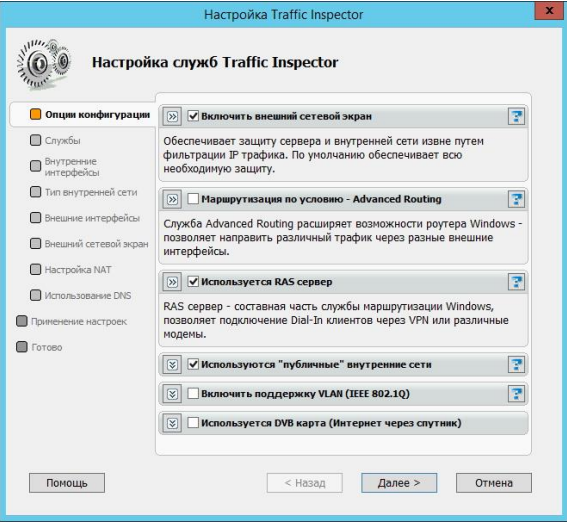 Настройка Traffic Inspector
x
Настройка служб Traffic Inspector
Опции конфигурации
Службы
Внутренние
интерфейсы
Тип внутренней сети
Внешние интерфейсы
Внешний сетевой экран
Настройка NAT
Использование DNS
Применение настроек
Готово
Включить внешний сетевой экран
?
Обеспечивает защиту сервера и внутренней сети извне путем
фильтрации IP трафика. По умолчанию обеспечивает всю
необходимую защиту.
Маршрутизация по условию - Advanced Routing
?
Служба Advanced Routing расширяет возможности роутера Windows -
позволяет направить различный трафик через разные внешние
интерфейсы.
Используется RAS сервер
?
RAS сервер - составная часть службы маршрутизации Windows,
позволяет подключение Dial-In клиентов через VPN или различные
модемы.
Используются "публичные" внутренние сети
?
Включить поддержку VLAN (IEEE 802.1Q)
?
Используется DVB карта (Интернет через спутник)
Помощь
< Назад
Далее >
Отмена